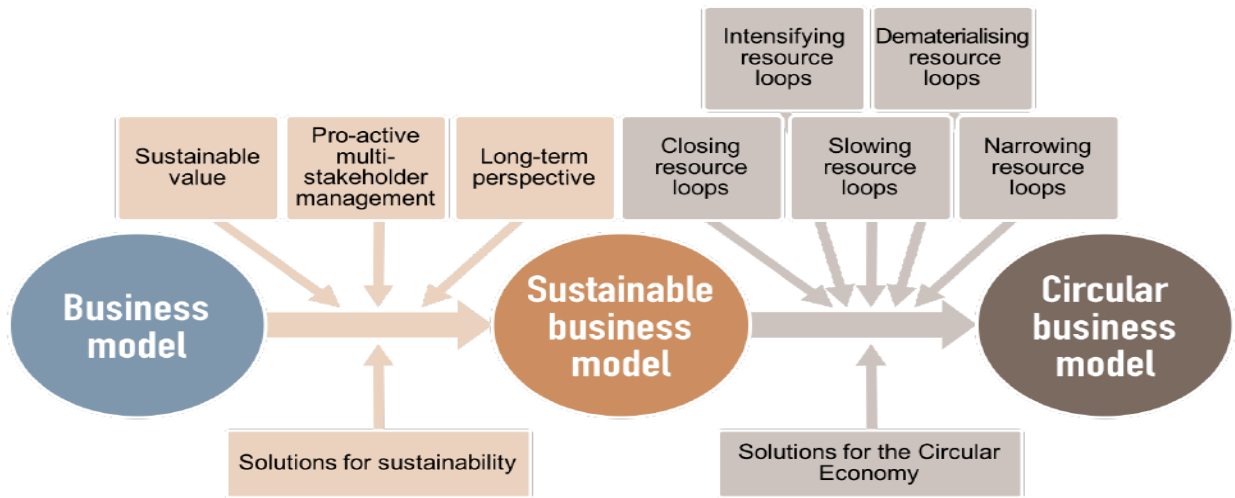 Intensifying
resource
loops
Dematerialising
resource
loops
Sustainable
value
Pro-active
multi-
stakeholder
management
Long-term
perspective
Closing
resource
loops
Slowing
resource
loops
Narrowing
resource
loops
Business
model
Sustainable
business
model
Circular
business
model
Solutions for sustainability
Solutions for the Circular
Economy